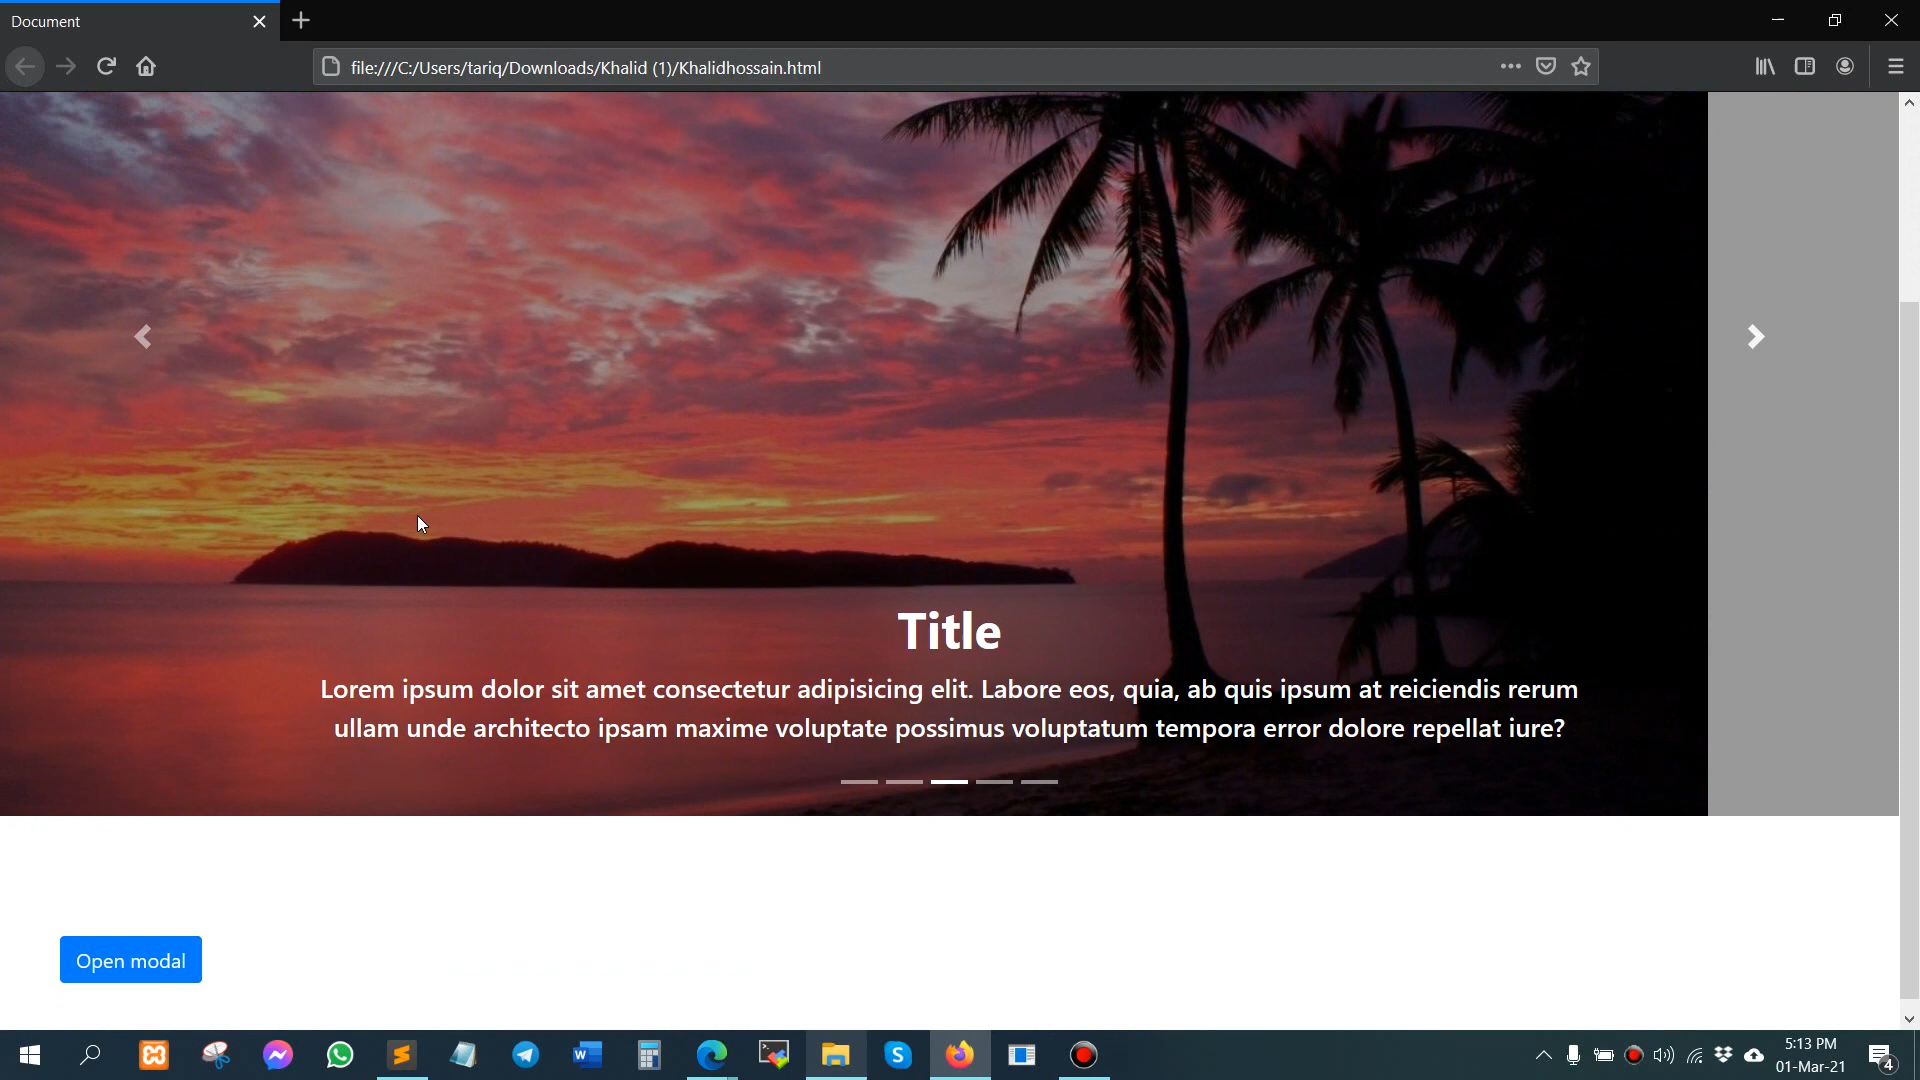 Document
file:///C:/Users/tariq/Downloads/Khalid (1)/Khalidhossain.html
Title
Lorem ipsum dolor sit amet consectetur adipisicing elit. Labore eos, quia, ab quis ipsum at reiciendis rerum
ullam unde architecto ipsam maxime voluptate possimus voluptatum tempora error dolore repellat iure?
Open modal
5:13 PM
01-Mar-21
4